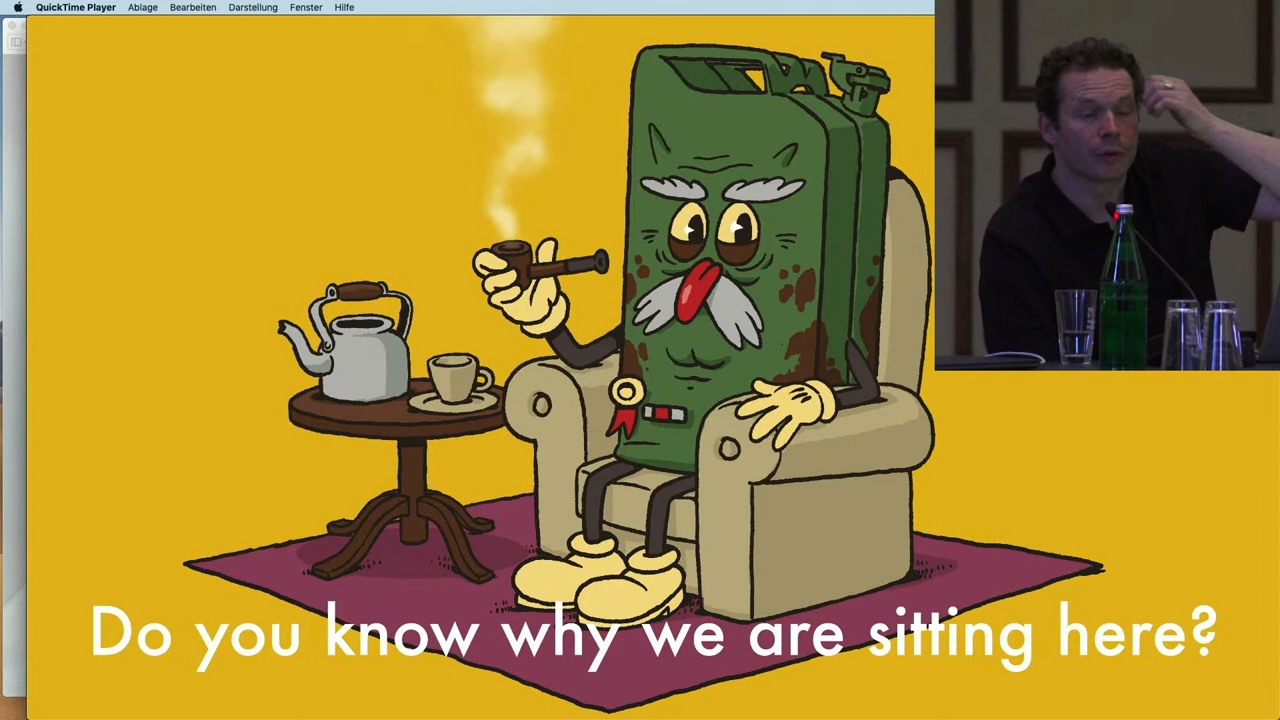 QuickTime Player Ablage Bearbeiten Darstellung Fenster Hilfe
Do you know why we are sitting here?